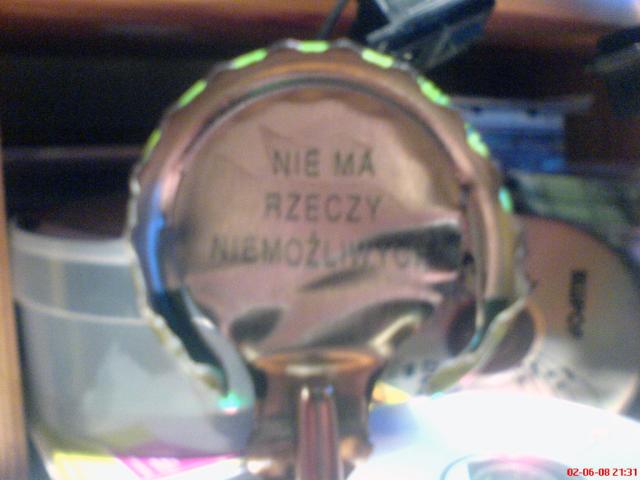 NIE MA
RZECZY
NIEMOŻLIWYCH
02-06-08 21:31